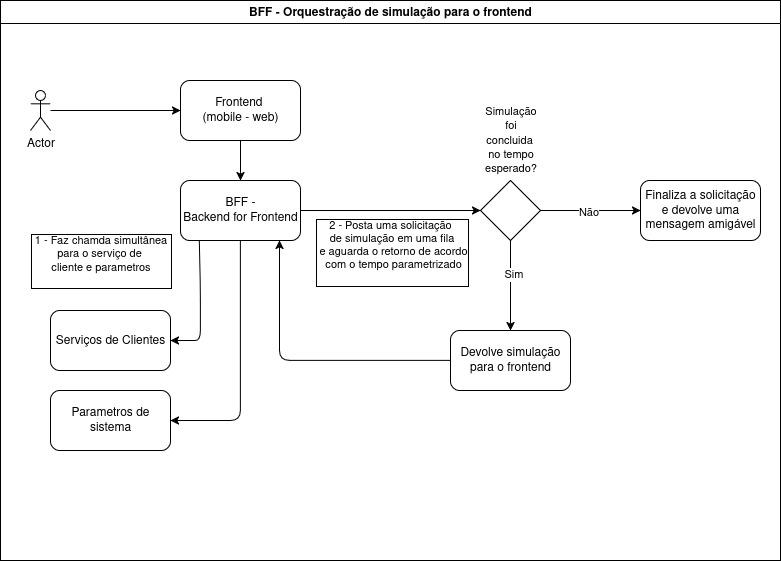 BFF - Orquestração de simulação para o frontend
Actor
Frontend
(mobile - web)
BFF -
Backend for Frontend
1 - Faz chamda simultânea
para o serviço de
cliente e parametros
Serviços de Clientes
Parametros de
sistema
2 - Posta uma solicitação
de simulação em uma fila
e aguarda o retorno de acordo
com o tempo parametrizado
Simulação
foi
concluida
no tempo
esperado?
Não
Finaliza a solicitação
e devolve uma
mensagem amigável
Sim
Devolve simulação
para o frontend